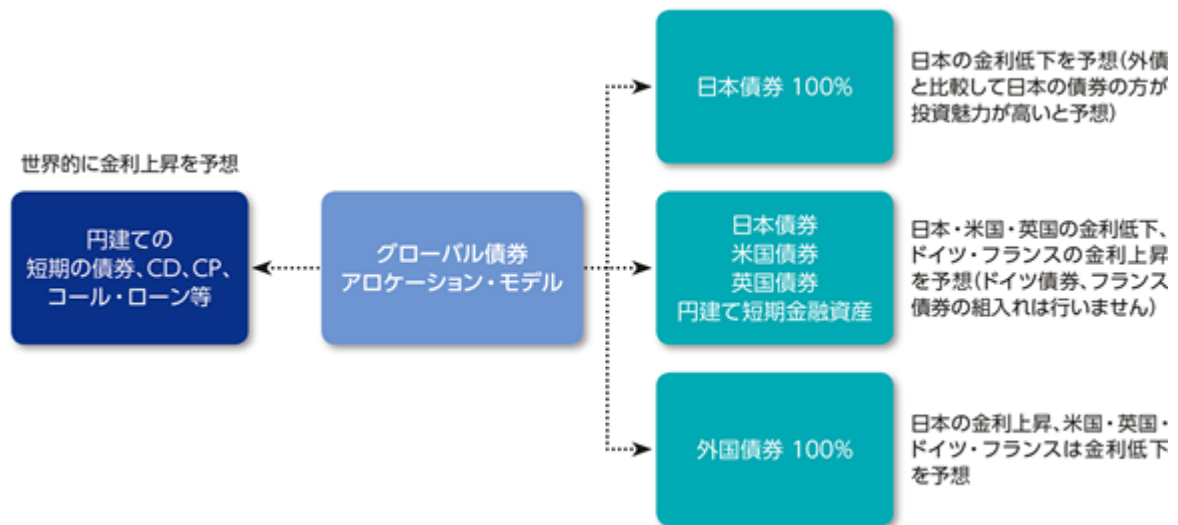 世界的に金利上昇を予想
円建ての
短期の債券、CD、CP、
コール・ローン等
グローバル債券
アロケーション・モデル
日本債券 100%
日本の金利低下を予想(外債
と比較して日本の債券の方が
投資魅力が高いと予想)
日本債券
米国債券
英国債券
円建て短期金融資産
日本・米国・英国の金利低下、
ドイツ・フランスの金利上昇
を予想(ドイツ債券、フランス
債券の組入れは行いません)
外国債券 100%
日本の金利上昇、米国・英国・
ドイツ・フランスは金利低下
を予想